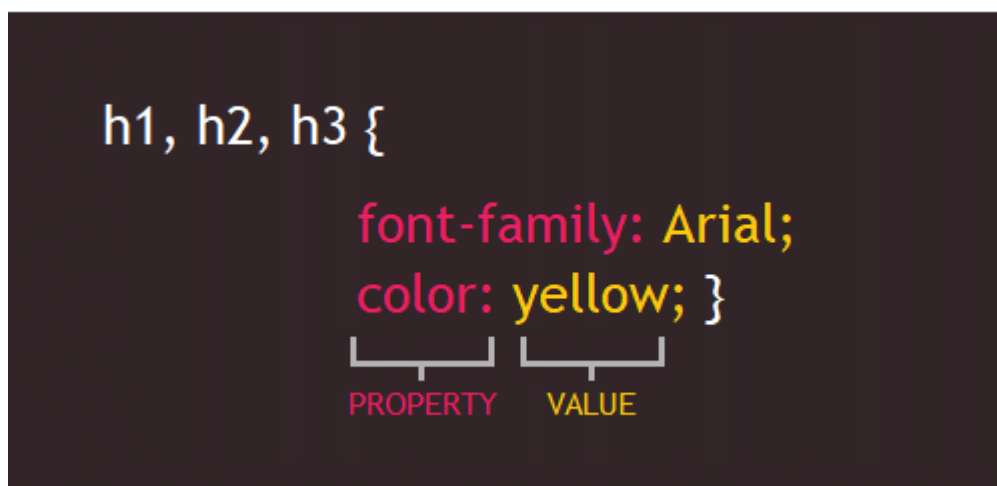 h1, h2, h3 {
font-family: Arial;
color: yellow; }
PROPERTY VALUE